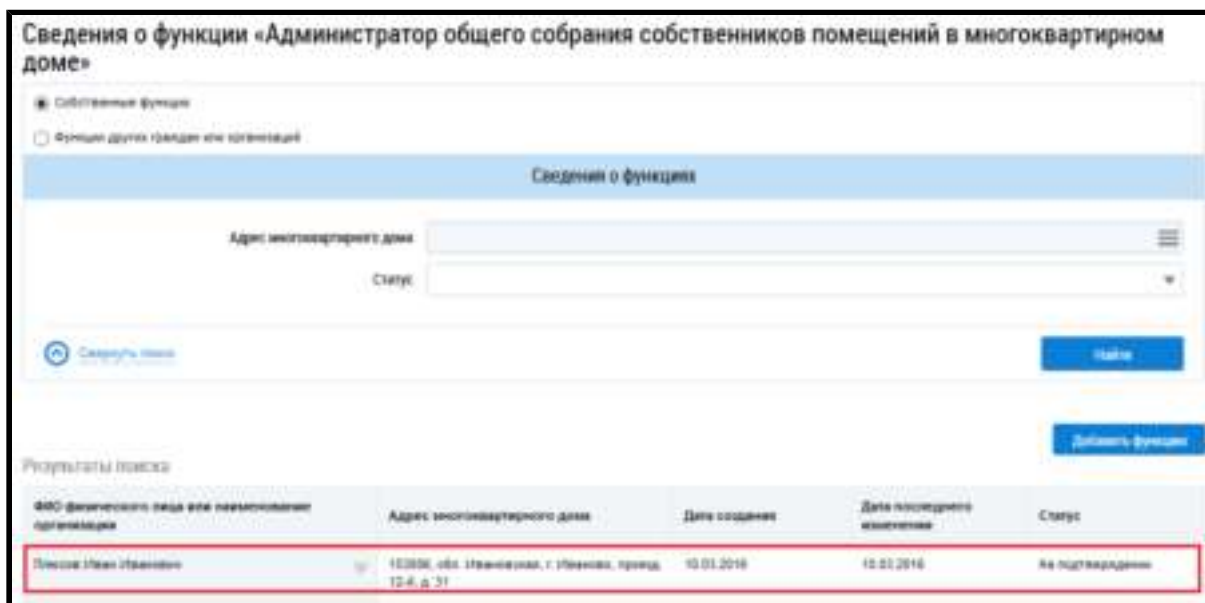 Сведения о функции «Администратор общего собрания собственников помещений в многоквартирном
доме»
Собственные функции
Функции других граждан или организаций
Сведения о функциях
Адрес многоквартирного дома
Статус
Свернуть поиск
Найти
Добавить функцию
Результаты поиска
ФИО физического лица или наименование
организации
Адрес многоквартирного дома
Дата создания
Дата последнего
изменения
Статус
Иван Иванович
обл. Ивановская, г. Иваново, проезд
12-й, д. 31
10.03.2016
10.03.2016
На подтверждении